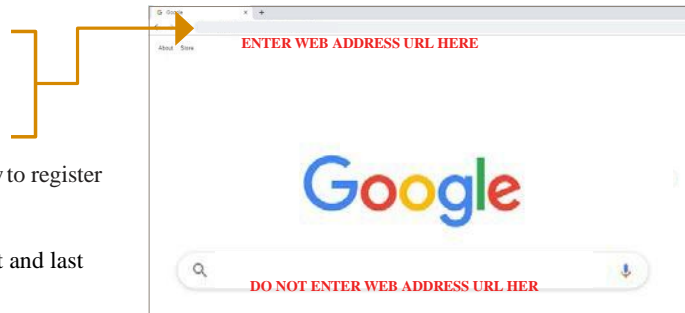 G Google × +
ENTER WEB ADDRESS URL HERE
About Store
to register
Google
and last
DO NOT ENTER WEB ADDRESS URL HER